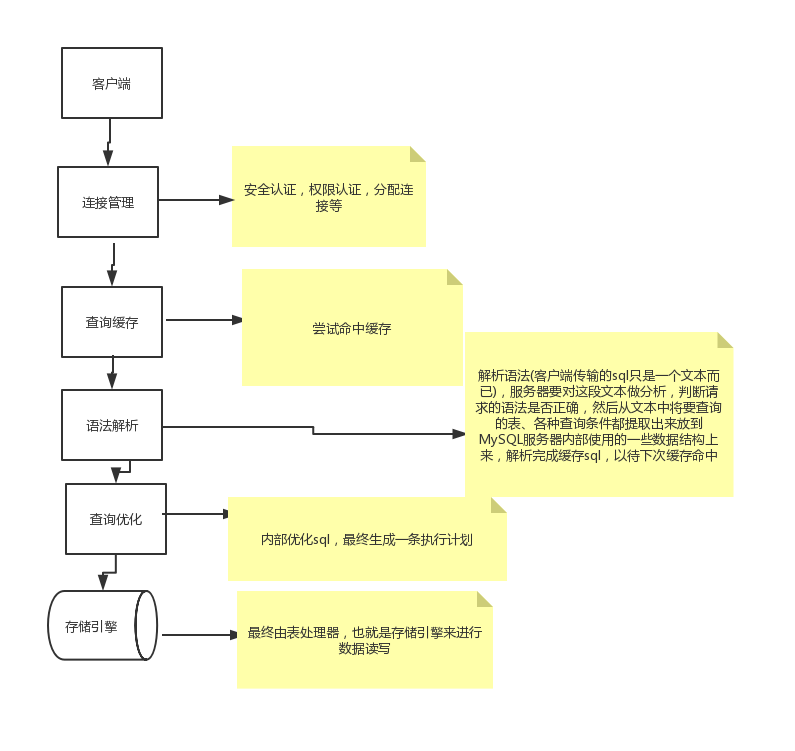 客户端
连接管理
安全认证，权限认证，分配连
接等
查询缓存
尝试命中缓存
语法解析
解析语法(客户端传输的sql只是一个文本而
已)，服务器要对这段文本做分析，判断请
求的语法是否正确，然后从文本中将要查询
的表、各种查询条件都提取出来放到
MySQL服务器内部使用的一些数据结构上
来，解析完成缓存sql，以待下次缓存命中
查询优化
内部优化sql，最终生成一条执行计划
存储引擎
最终由表处理器，也就是存储引擎来进行
数据读写